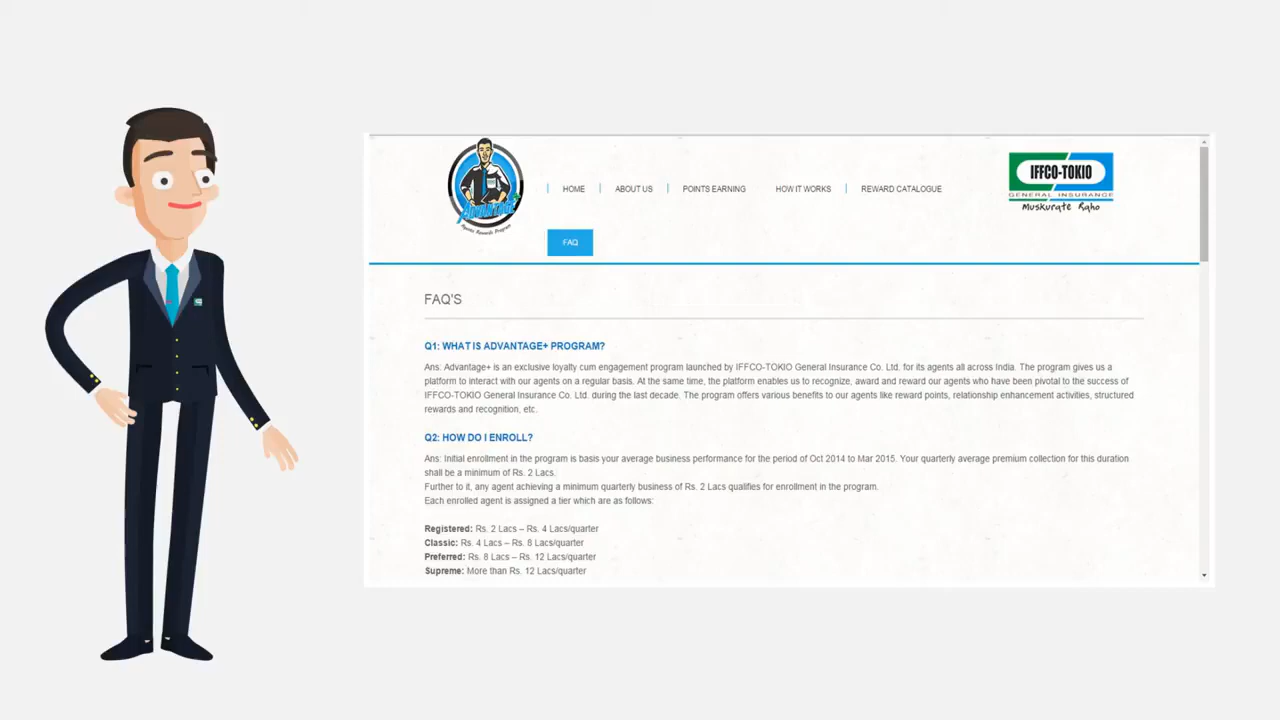 HOME
ABOUT US
POINTS EARNING
HOW IT WORKS
REWARD CATALOGUE
ADVANTAGE
Agents Rewards Program
IFFCO-TOKIO
GENERAL INSURANCE
Muskurate Raho
FAQ
FAQ'S
Q1: WHAT IS ADVANTAGE+ PROGRAM?
Ans: Advantage+ is an exclusive loyalty cum engagement program launched by IFFCO-TOKIO General Insurance Co. Ltd. for its agents all across India. The program gives us a
platform to interact with our agents on a regular basis. At the same time, the platform enables us to recognize, award and reward our agents who have been pivotal to the success of
IFFCO-TOKIO General Insurance Co. Ltd. during the last decade. The program offers various benefits to our agents like reward points, relationship enhancement activities, structured
rewards and recognition, etc.
Q2: HOW DO I ENROLL?
Ans: Initial enrollment in the program is basis your average business performance for the period of Oct 2014 to Mar 2015. Your quarterly average premium collection for this duration
shall be a minimum of Rs. 2 Lacs.
Further to it, any agent achieving a minimum quarterly business of Rs. 2 Lacs qualifies for enrollment in the program.
Each enrolled agent is assigned a tier which are as follows:
Registered: Rs. 2 Lacs – Rs. 4 Lacs/quarter
Classic: Rs. 4 Lacs – Rs. 8 Lacs/quarter
Preferred: Rs. 8 Lacs – Rs. 12 Lacs/quarter
Supreme: More than Rs. 12 Lacs/quarter